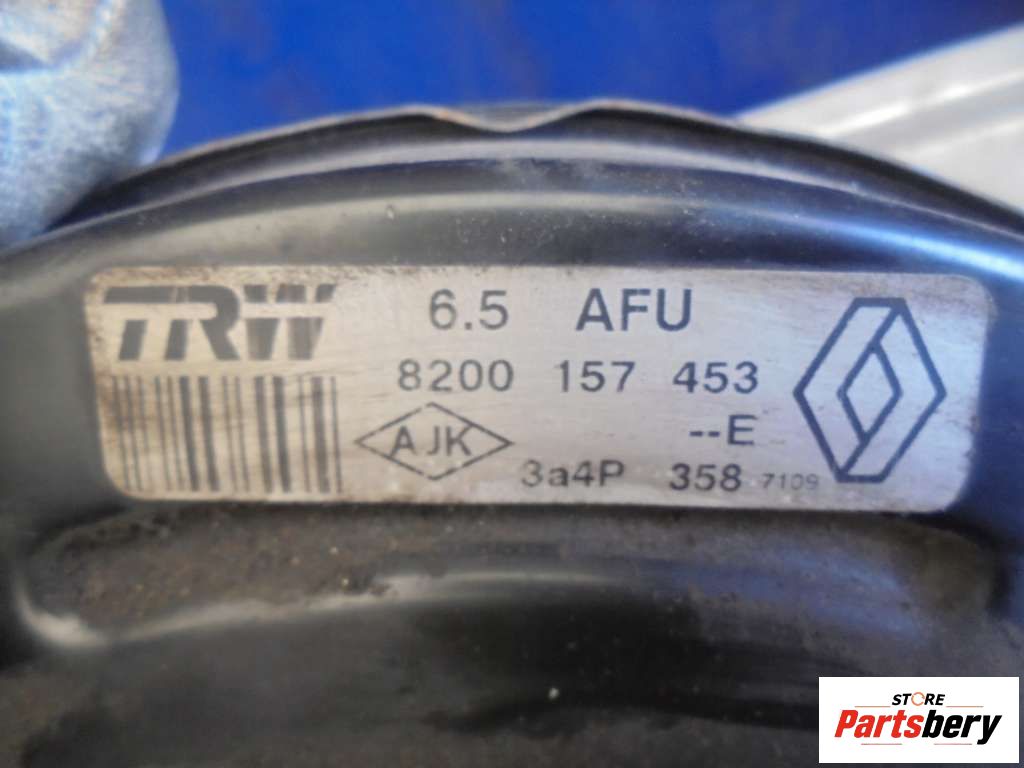 TRW 6.5 AFU
8200 157 453
AJK --E
3a4P 358 7109
STORE
Partsbery